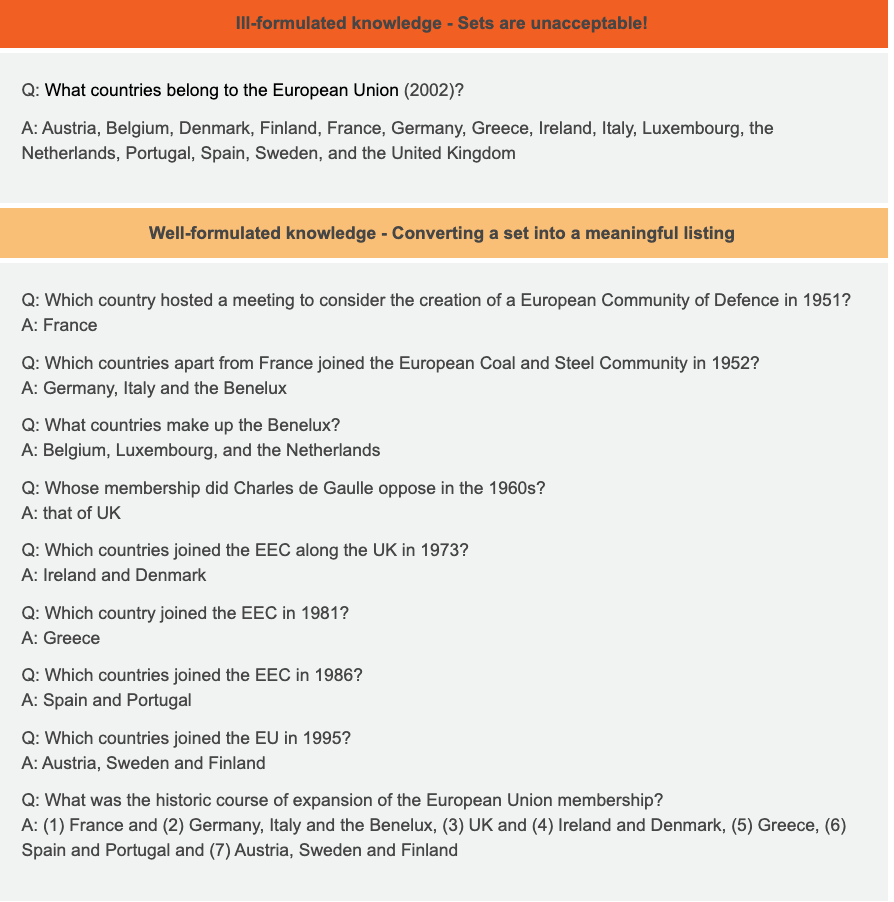 Ill-formulated knowledge - Sets are unacceptable!
Q: What countries belong to the European Union (2002)?
A: Austria, Belgium, Denmark, Finland, France, Germany, Greece, Ireland, Italy, Luxembourg, the
Netherlands, Portugal, Spain, Sweden, and the United Kingdom
Well-formulated knowledge - Converting a set into a meaningful listing
Q: Which country hosted a meeting to consider the creation of a European Community of Defence in 1951?
A: France
Q: Which countries apart from France joined the European Coal and Steel Community in 1952?
A: Germany, Italy and the Benelux
Q: What countries make up the Benelux?
A: Belgium, Luxembourg, and the Netherlands
Q: Whose membership did Charles de Gaulle oppose in the 1960s?
A: that of UK
Q: Which countries joined the EEC along the UK in 1973?
A: Ireland and Denmark
Q: Which country joined the EEC in 1981?
A: Greece
Q: Which countries joined the EEC in 1986?
A: Spain and Portugal
Q: Which countries joined the EU in 1995?
A: Austria, Sweden and Finland
Q: What was the historic course of expansion of the European Union membership?
A: (1) France and (2) Germany, Italy and the Benelux, (3) UK and (4) Ireland and Denmark, (5) Greece, (6)
Spain and Portugal and (7) Austria, Sweden and Finland